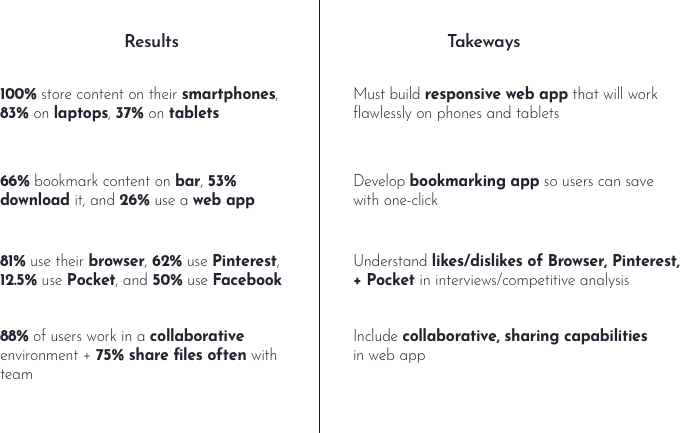 Results
100% store content on their smartphones,
83% on laptops, 37% on tablets
66% bookmark content on bar, 53%
download it, and 26% use a web app
81% use their browser, 62% use Pinterest,
12.5% use Pocket, and 50% use Facebook
88% of users work in a collaborative
environment + 75% share files often with
team
Takeways
Must build responsive web app that will work
flawlessly on phones and tablets
Develop bookmarking app so users can save
with one-click
Understand likes/dislikes of Browser, Pinterest,
+ Pocket in interviews/competitive analysis
Include collaborative, sharing capabilities
in web app